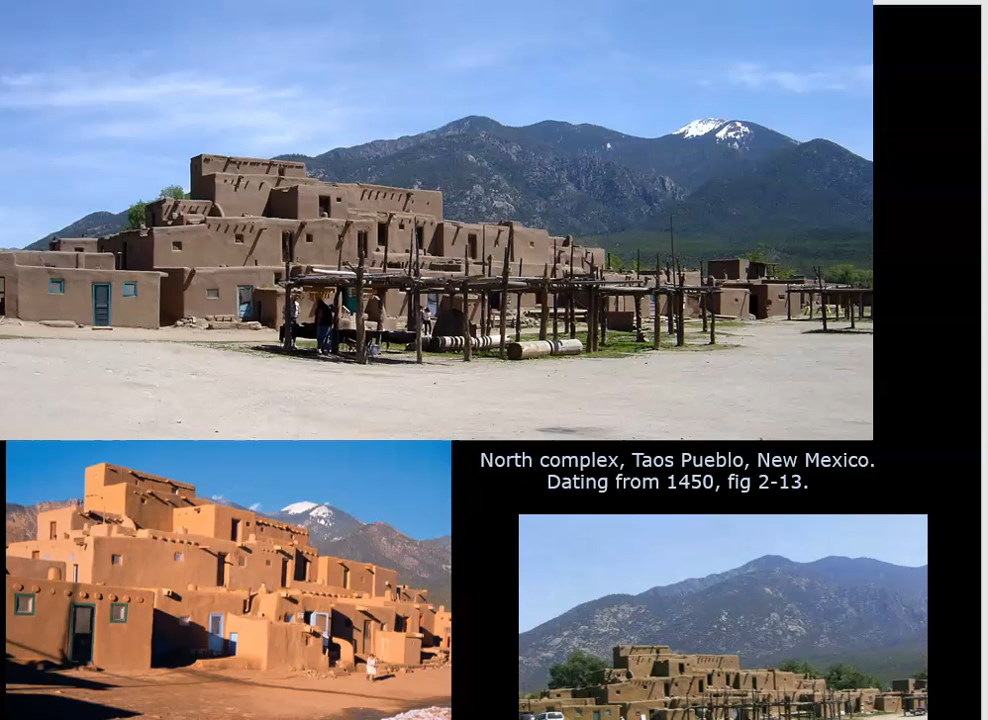 North complex, Taos Pueblo, New Mexico.
Dating from 1450, fig 2-13.